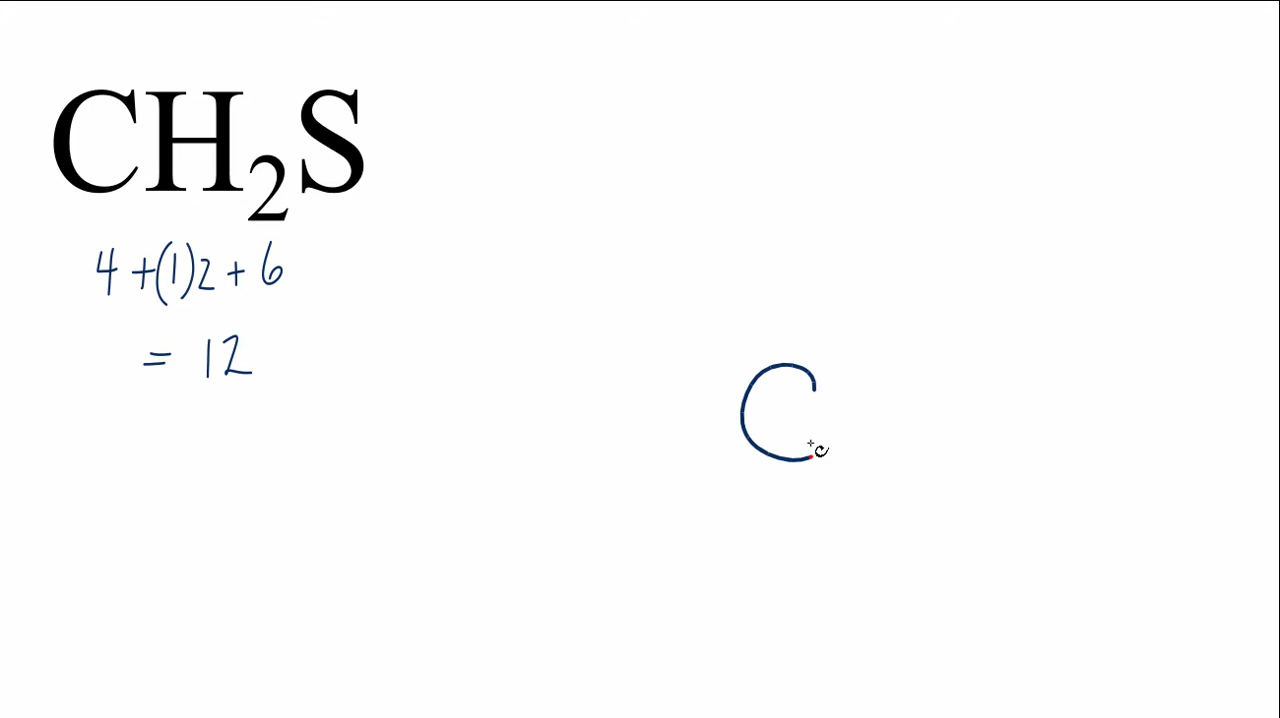 CH₂S
4 + (1)2 + 6
= 12
C